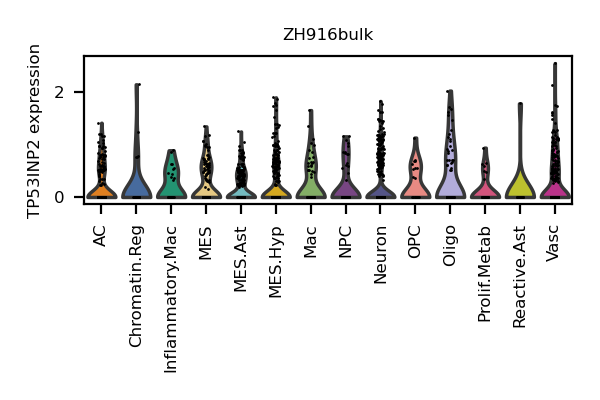 ZH916bulk
TP53INP2 expression
2
0
AC
Chromatin.Reg
Inflammatory.Mac
MES
MES.Ast
MES.Hyp
Mac
NPC
Neuron
OPC
Oligo
Prolif.Metab
Reactive.Ast
Vasc